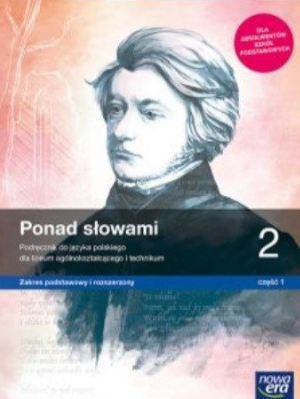 DLA
ABSOLWENTÓW
SZKÓŁ
PODSTAWOWYCH
Ponad słowami
Podręcznik do języka polskiego
dla liceum ogólnokształcącego i technikum
2
Zakres podstawowy i rozszerzony
część 1
nowa
era